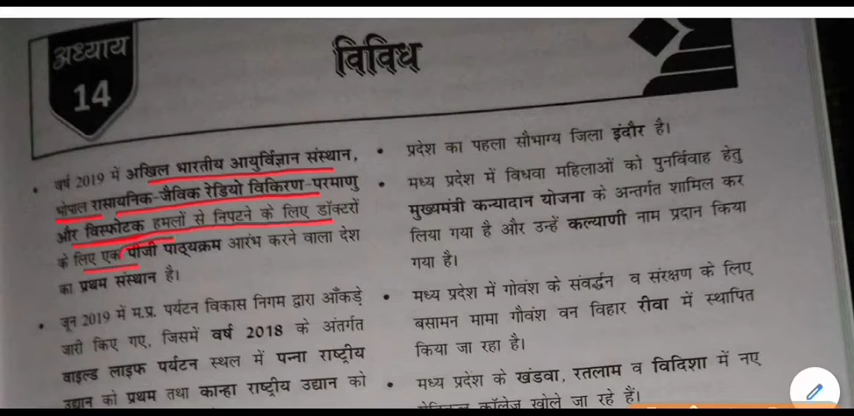 अध्याय
14
विविध
• वर्ष 2019 में अखिल भारतीय आयुर्विज्ञान संस्थान,
भोपाल रासायनिक-जैविक रेडियो विकिरण-परमाणु
और विस्फोटक हमलों से निपटने के लिए डॉक्टरों
के लिए एक पीजी पाठ्यक्रम आरंभ करने वाला देश
का प्रथम संस्थान है।
• जून 2019 में म.प्र. पर्यटन विकास निगम द्वारा आँकड़े
जारी किए गए, जिसमें वर्ष 2018 के अंतर्गत
वाइल्ड लाइफ पर्यटन स्थल में पन्ना राष्ट्रीय
उद्यान को प्रथम तथा कान्हा राष्ट्रीय उद्यान को
• प्रदेश का पहला सौभाग्य जिला इंदौर है।
• मध्य प्रदेश में विधवा महिलाओं को पुनर्विवाह हेतु
मुख्यमंत्री कन्यादान योजना के अन्तर्गत शामिल कर
लिया गया है और उन्हें कल्याणी नाम प्रदान किया
गया है।
• मध्य प्रदेश में गोवंश के संवर्द्धन व संरक्षण के लिए
बसामन मामा गौवंश वन विहार रीवा में स्थापित
किया जा रहा है।
• मध्य प्रदेश के खंडवा, रतलाम व विदिशा में नए
मेडिकल कॉलेज खोले जा रहे हैं।